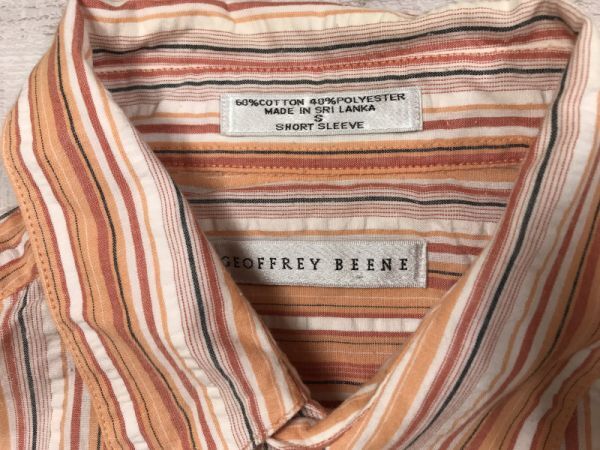 60%COTTON 40%POLYESTER
MADE IN SRI LANKA
S
SHORT SLEEVE
GEOFFREY BEENE